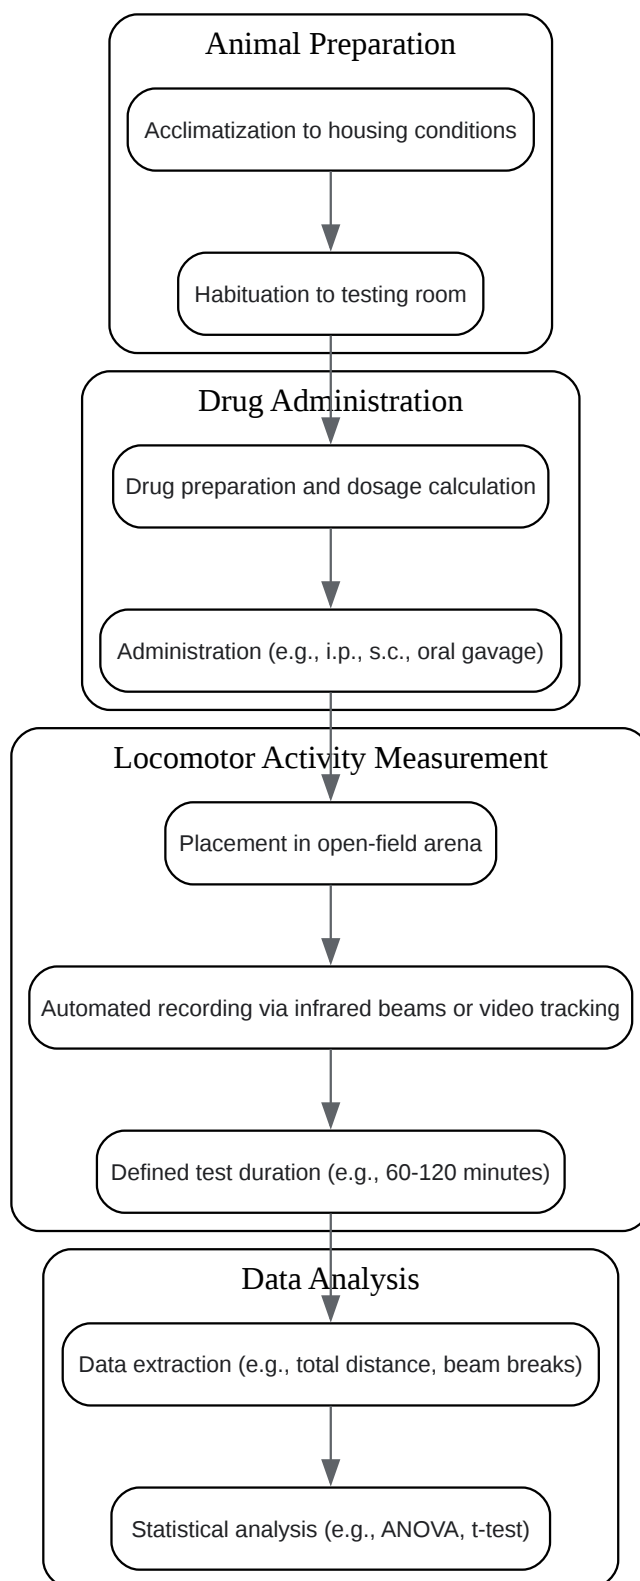 Animal Preparation
Acclimatization to housing conditions
Habituation to testing room
Drug Administration
Drug preparation and dosage calculation
Administration (e.g., i.p., s.c., oral gavage)
Locomotor Activity Measurement
Placement in open-field arena
Automated recording via infrared beams or video tracking
Defined test duration (e.g., 60-120 minutes)
Data Analysis
Data extraction (e.g., total distance, beam breaks)
Statistical analysis (e.g., ANOVA, t-test)